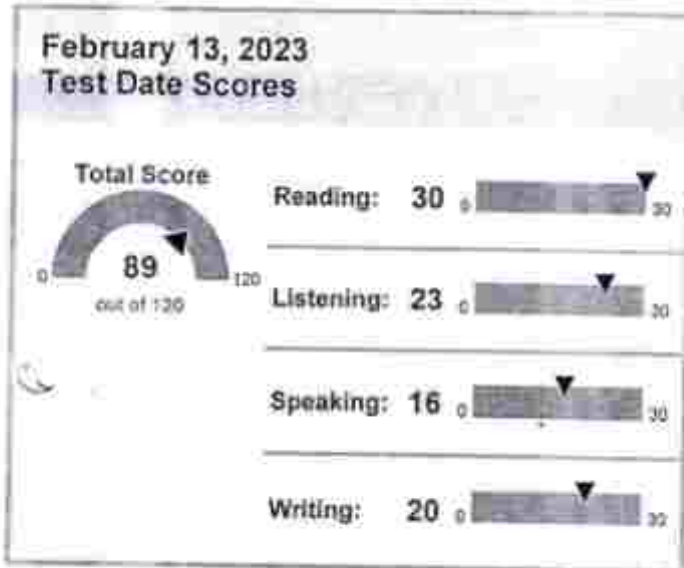 February 13, 2023
Test Date Scores
Total Score
0
89
120
out of 120
Reading: 30 0 30
Listening: 23 0 30
Speaking: 16 0 30
Writing: 20 0 30